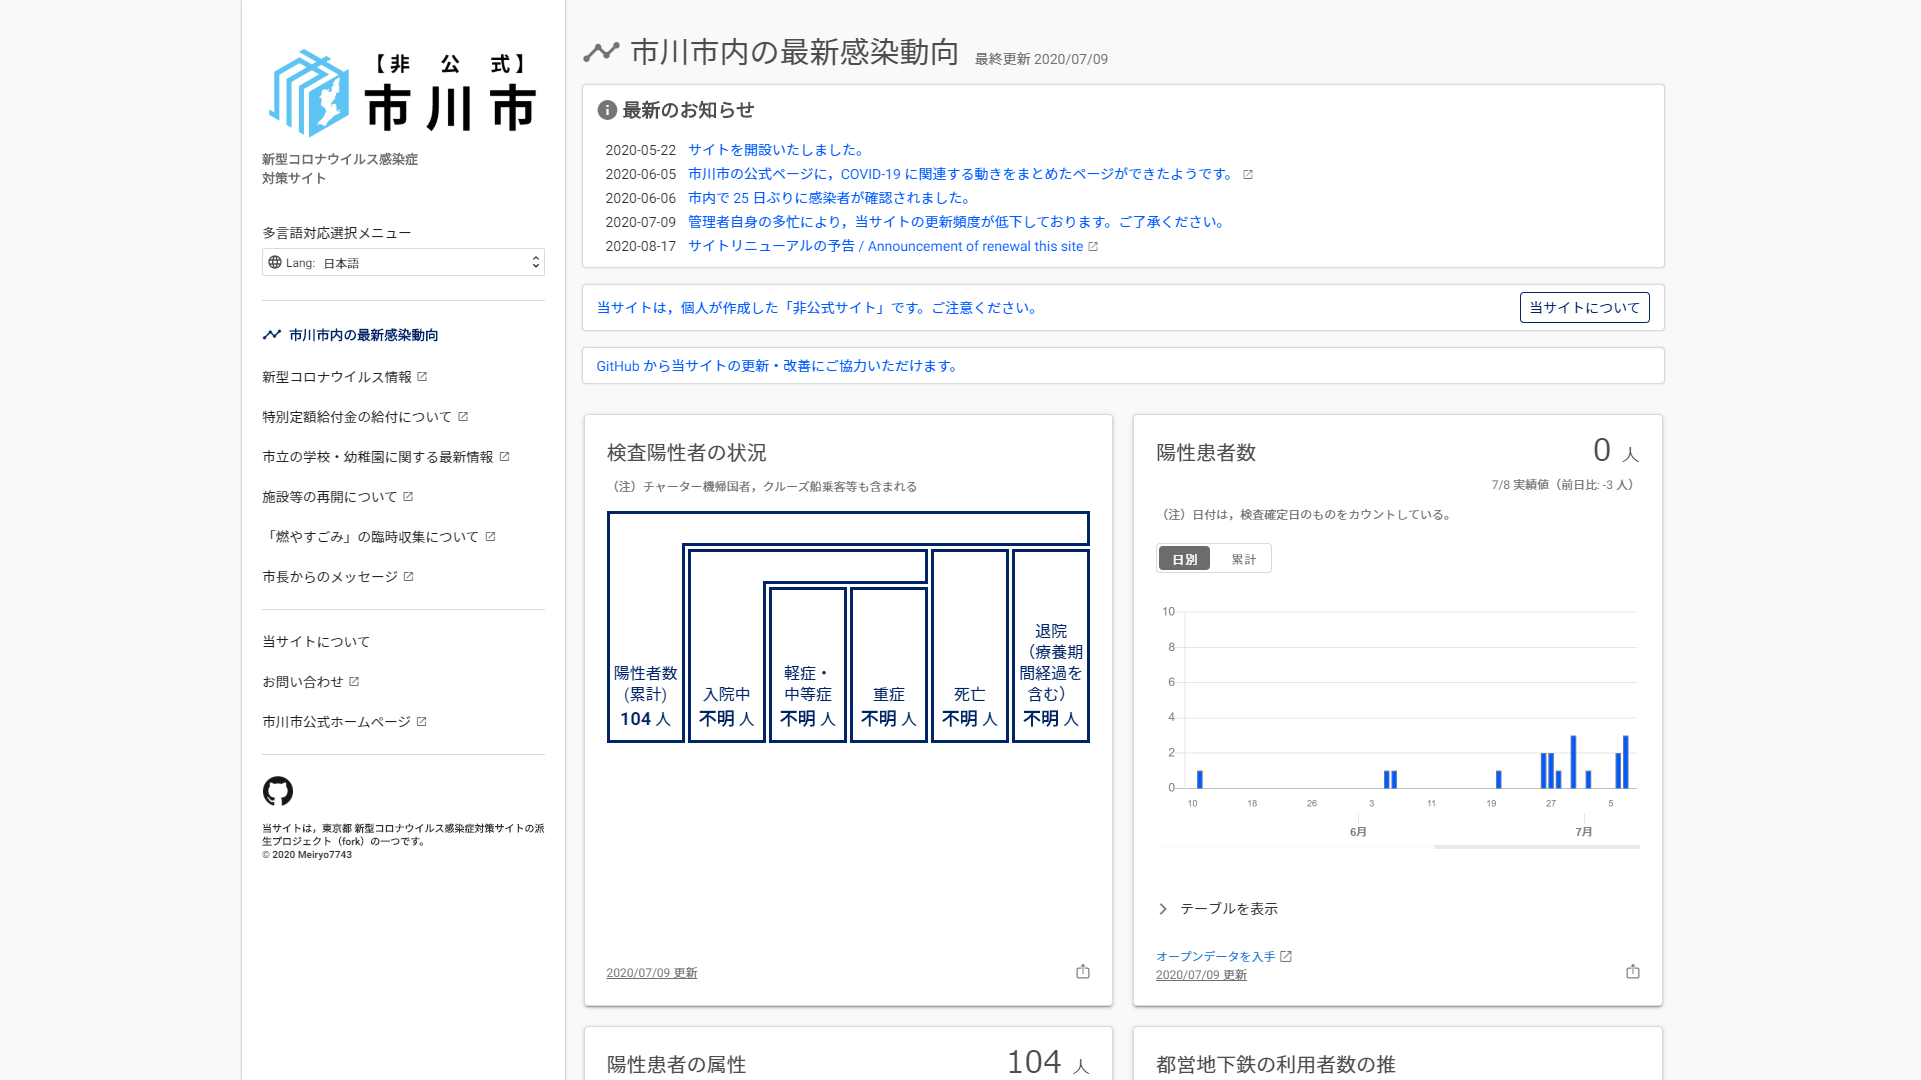 【非 公 式】
市川市
新型コロナウイルス感染症
対策サイト
多言語対応選択メニュー
Lang: 日本語
市川市内の最新感染動向
新型コロナウイルス情報
特別定額給付金の給付について
市立の学校・幼稚園に関する最新情報
施設等の再開について
「燃やすごみ」の臨時収集について
市長からのメッセージ
当サイトについて
お問い合わせ
市川市公式ホームページ
当サイトは，東京都 新型コロナウイルス感染症対策サイトの派
生プロジェクト（fork）の一つです。
© 2020 Meiryo7743
市川市内の最新感染動向 最終更新 2020/07/09
最新のお知らせ
2020-05-22 サイトを開設いたしました。
2020-06-05 市川市の公式ページに，COVID-19 に関連する動きをまとめたページができたようです。
2020-06-06 市内で 25 日ぶりに感染者が確認されました。
2020-07-09 管理者自身の多忙により，当サイトの更新頻度が低下しております。ご了承ください。
2020-08-17 サイトリニューアルの予告 / Announcement of renewal this site
当サイトは，個人が作成した「非公式サイト」です。ご注意ください。
当サイトについて
GitHub から当サイトの更新・改善にご協力いただけます。
検査陽性者の状況
（注）チャーター機帰国者，クルーズ船乗客等も含まれる
陽性者数
(累計)
104 人
入院中
不明 人
軽症・
中等症
不明 人
重症
不明 人
死亡
不明 人
退院
（療養期
間経過を
含む）
不明 人
2020/07/09 更新
陽性患者数
0 人
7/8 実績値（前日比: -3 人）
（注）日付は，検査確定日のものをカウントしている。
日別 累計
10
8
6
4
2
0
10 18 26 3 11 19 27 5
6月 7月
テーブルを表示
オープンデータを入手
2020/07/09 更新
陽性患者の属性
104 人
都営地下鉄の利用者数の推